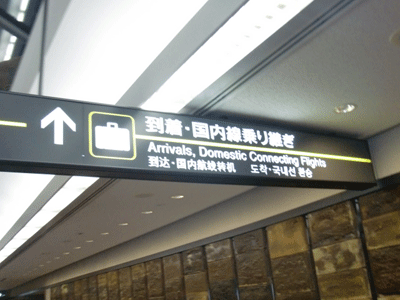 到着・国内線乗り継ぎ
Arrivals, Domestic Connecting Flights
到达・国内航线转机 도착・국내선 환승